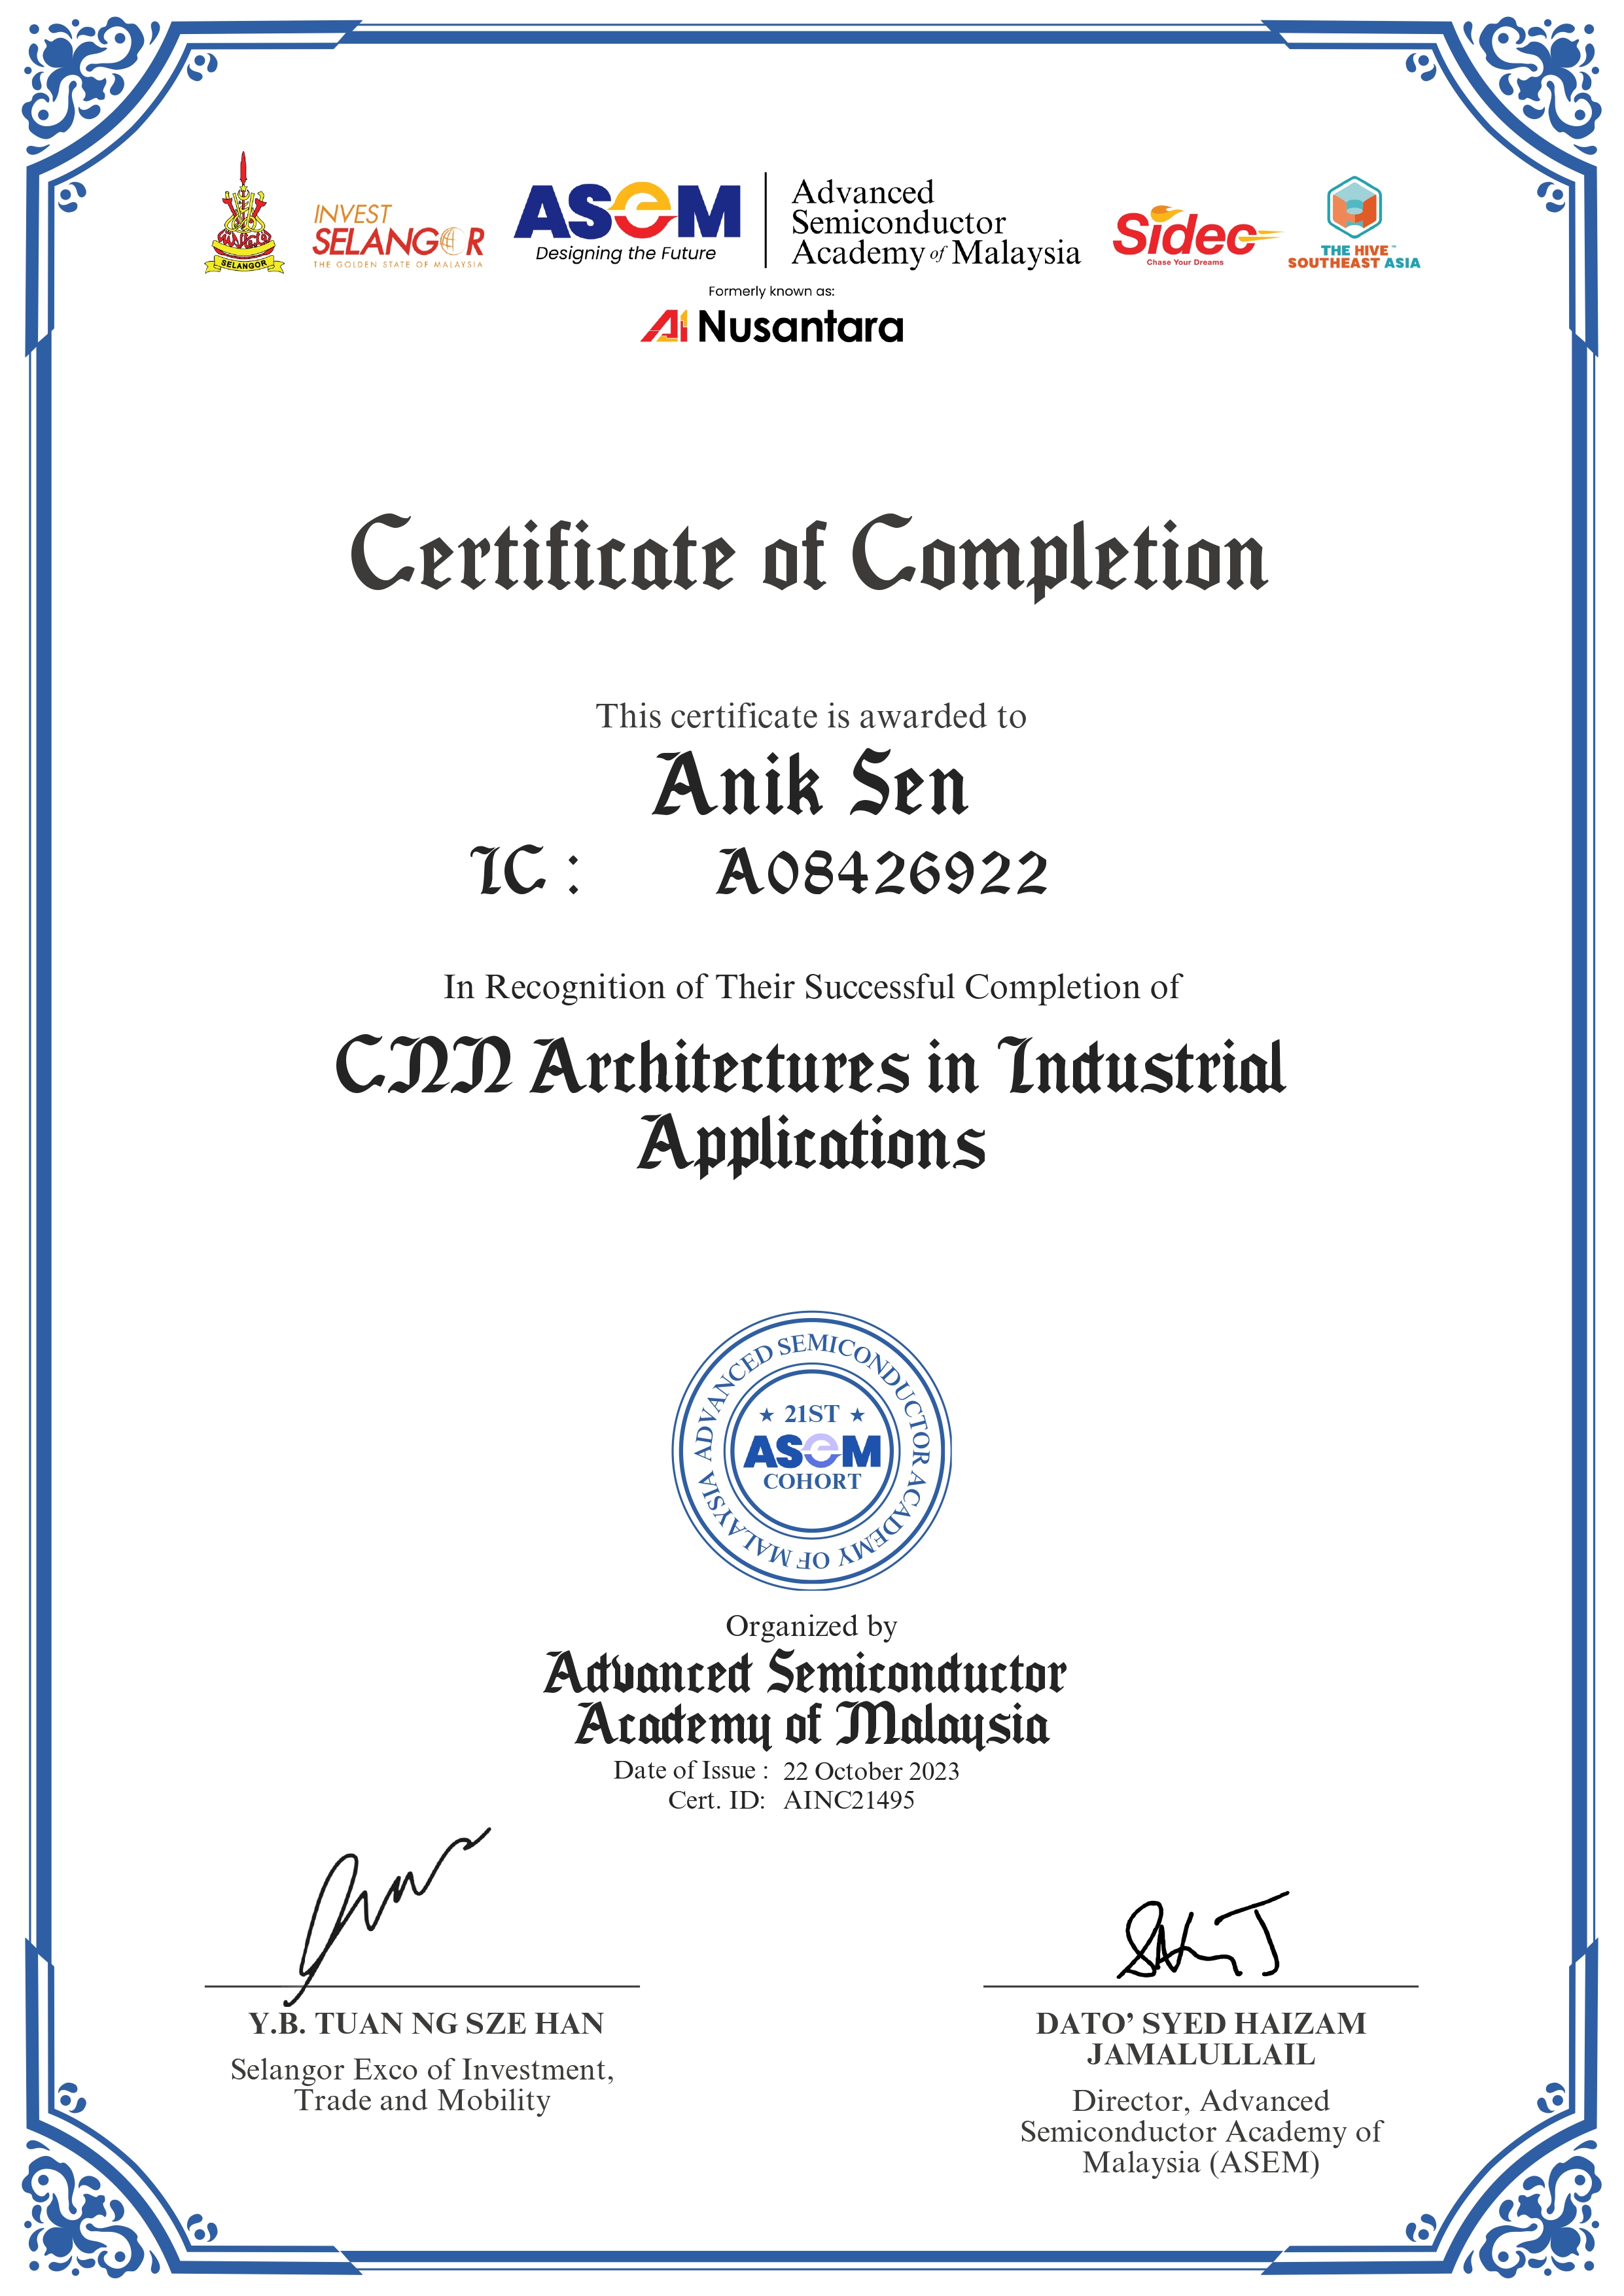 SELANGOR
INVEST
SELANGOR
THE GOLDEN STATE OF MALAYSIA
ASEM
Designing the Future
Advanced
Semiconductor
Academy of Malaysia
Sidec
Chase Your Dreams
THE HIVE™
SOUTHEAST ASIA
Formerly known as:
Ai Nusantara
Certificate of Completion
This certificate is awarded to
Anik Sen
IC : A08426922
In Recognition of Their Successful Completion of
CNN Architectures in Industrial
Applications
ADVANCED SEMICONDUCTOR ACADEMY OF MALAYSIA
★ 21ST ★
ASEM
COHORT
Organized by
Advanced Semiconductor
Academy of Malaysia
Date of Issue : 22 October 2023
Cert. ID: AINC21495
Y.B. TUAN NG SZE HAN
Selangor Exco of Investment,
Trade and Mobility
DATO’ SYED HAIZAM
JAMALULLAIL
Director, Advanced
Semiconductor Academy of
Malaysia (ASEM)